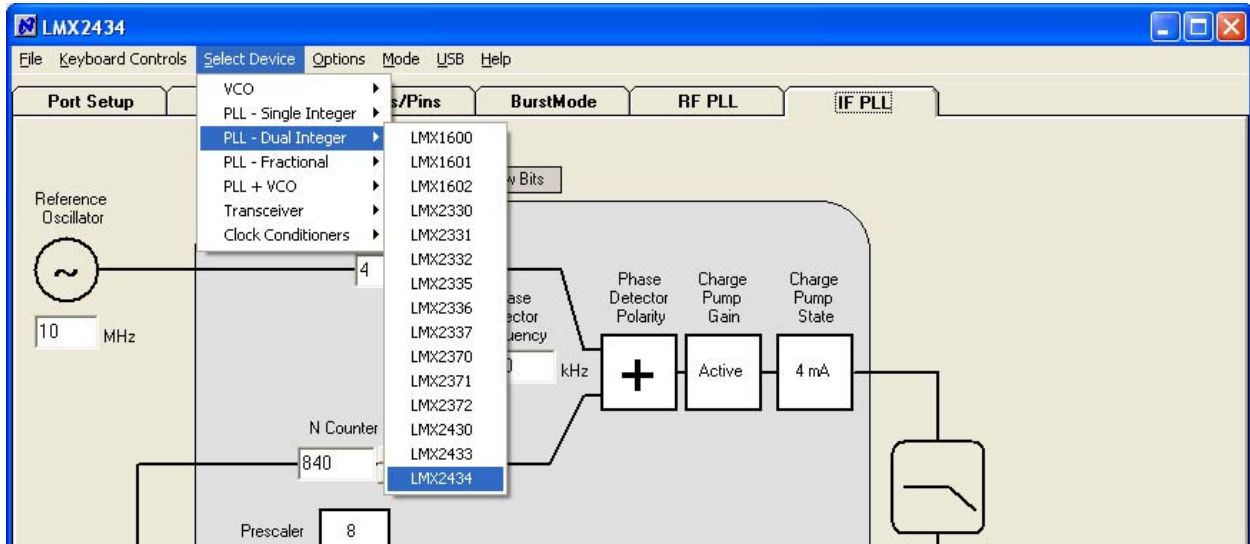 LMX2434
File Keyboard Controls Select Device Options Mode USB Help
Port Setup s/Pins BurstMode RF PLL IF PLL
VCO
PLL - Single Integer
PLL - Dual Integer
PLL - Fractional
PLL + VCO
Transceiver
Clock Conditioners
LMX1600
LMX1601
LMX1602
LMX2330
LMX2331
LMX2332
LMX2335
LMX2336
LMX2337
LMX2370
LMX2371
LMX2372
LMX2430
LMX2433
LMX2434
Bits
Reference
Oscillator
~
10 MHz
4
kHz
Phase
Detector
Polarity
+
Charge
Pump
Gain
Active
Charge
Pump
State
4 mA
N Counter
840
Prescaler 8